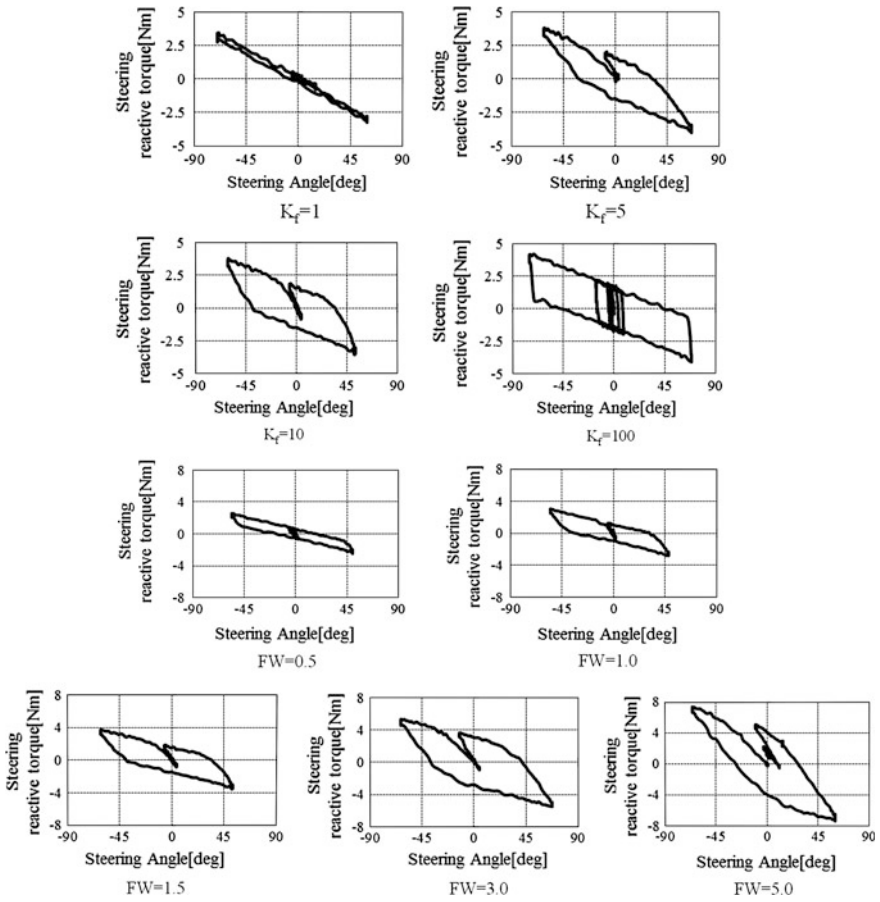 Steering
reactive torque[Nm]
5
2.5
0
-2.5
-5
-90 -45 0 45 90
Steering Angle[deg]
K_f=1
Steering
reactive torque[Nm]
5
2.5
0
-2.5
-5
-90 -45 0 45 90
Steering Angle[deg]
K_f=5
Steering
reactive torque[Nm]
5
2.5
0
-2.5
-5
-90 -45 0 45 90
Steering Angle[deg]
K_f=10
Steering
reactive torque[Nm]
5
2.5
0
-2.5
-5
-90 -45 0 45 90
Steering Angle[deg]
K_f=100
Steering
reactive torque[Nm]
8
4
0
-4
-8
-90 -45 0 45 90
Steering Angle[deg]
FW=0.5
Steering
reactive torque[Nm]
8
4
0
-4
-8
-90 -45 0 45 90
Steering Angle[deg]
FW=1.0
Steering
reactive torque[Nm]
8
4
0
-4
-8
-90 -45 0 45 90
Steering Angle[deg]
FW=1.5
Steering
reactive torque[Nm]
8
4
0
-4
-8
-90 -45 0 45 90
Steering Angle[deg]
FW=3.0
Steering
reactive torque[Nm]
8
4
0
-4
-8
-90 -45 0 45 90
Steering Angle[deg]
FW=5.0